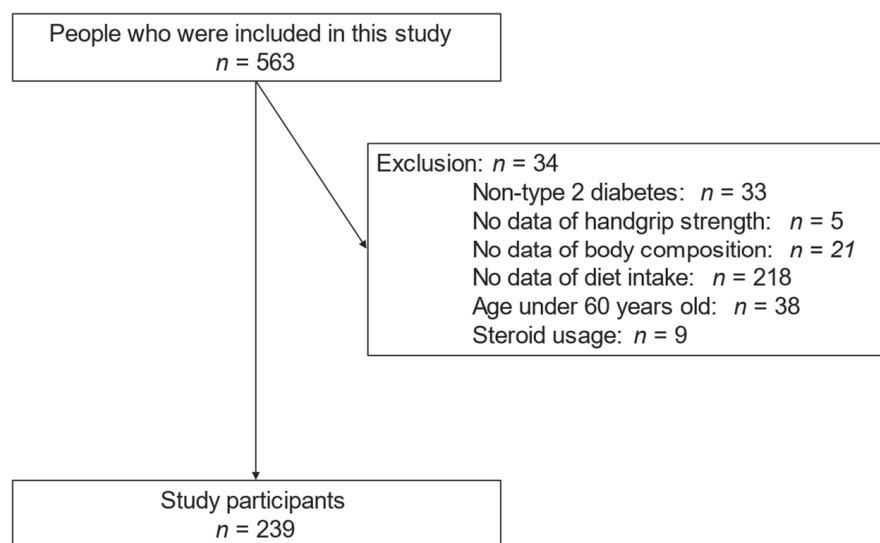 People who were included in this study
n = 563
Exclusion: n = 34
Non-type 2 diabetes: n = 33
No data of handgrip strength: n = 5
No data of body composition: n = 21
No data of diet intake: n = 218
Age under 60 years old: n = 38
Steroid usage: n = 9
Study participants
n = 239